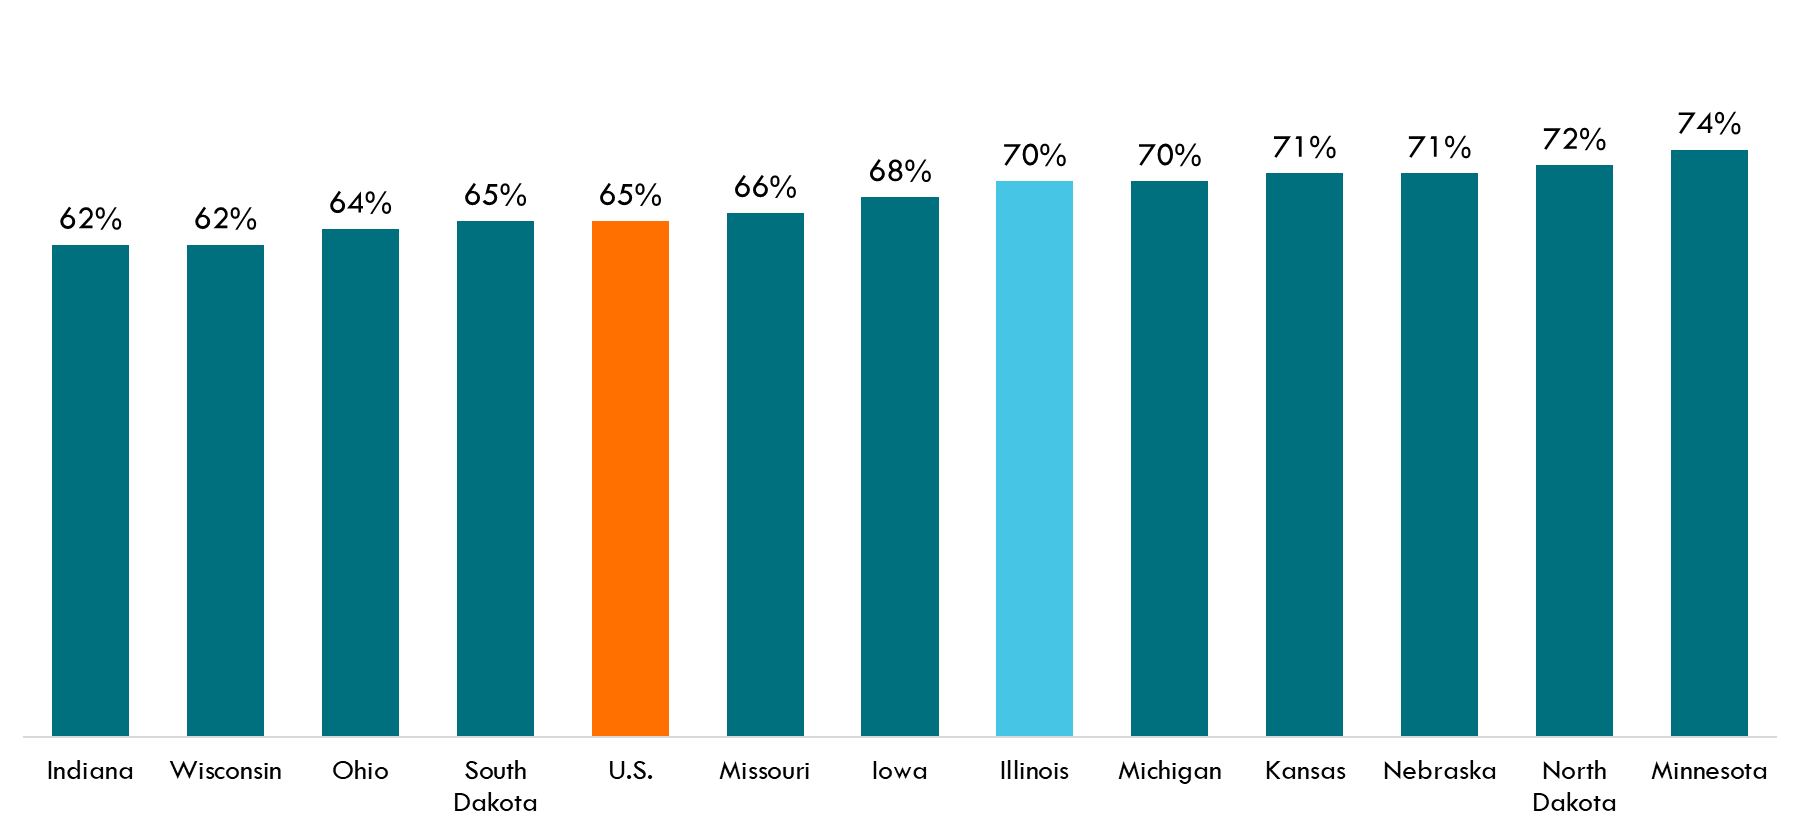 62%
62%
64%
65%
65%
66%
68%
70%
70%
71%
71%
72%
74%
Indiana
Wisconsin
Ohio
South
Dakota
U.S.
Missouri
Iowa
Illinois
Michigan
Kansas
Nebraska
North
Dakota
Minnesota